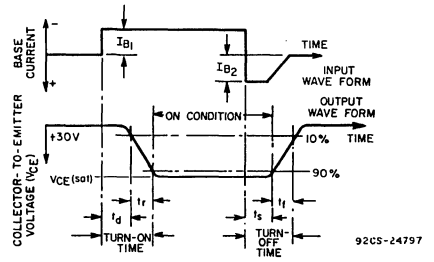 BASE
CURRENT
-
+
IB1
IB2
TIME
INPUT
WAVE FORM
OUTPUT
WAVE FORM
TIME
ON CONDITION
COLLECTOR-TO-EMITTER
VOLTAGE (VCE)
+30V
10%
90%
VCE(sat)
tr
tf
td
ts
TURN-ON
TIME
TURN-
OFF
TIME
92CS-24797